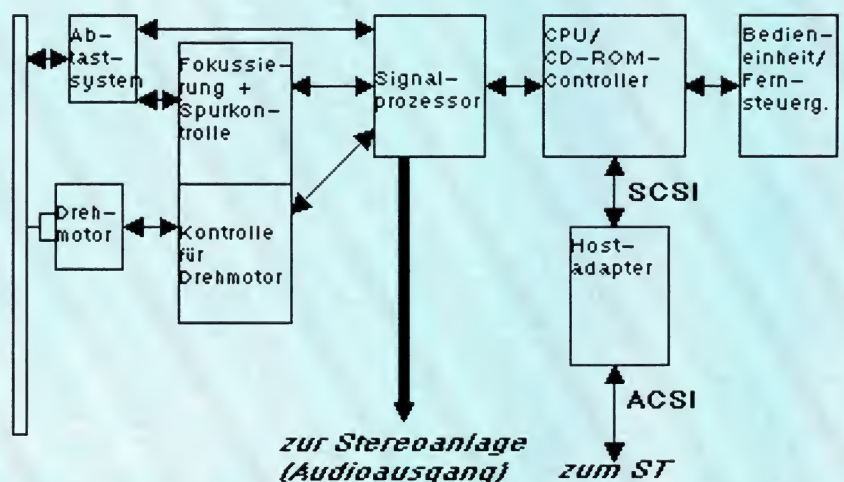 Ab-
tast-
system
Fokussie-
rung +
Spurkon-
trolle
Signal-
prozessor
CPU/
CD-ROM-
Controller
Bedien-
einheit/
Fern-
steuerg.
Dreh-
motor
Kontrolle
für
Drehmotor
SCSI
Host-
adapter
ACSI
zur Stereoanlage
(Audioausgang)
zum ST